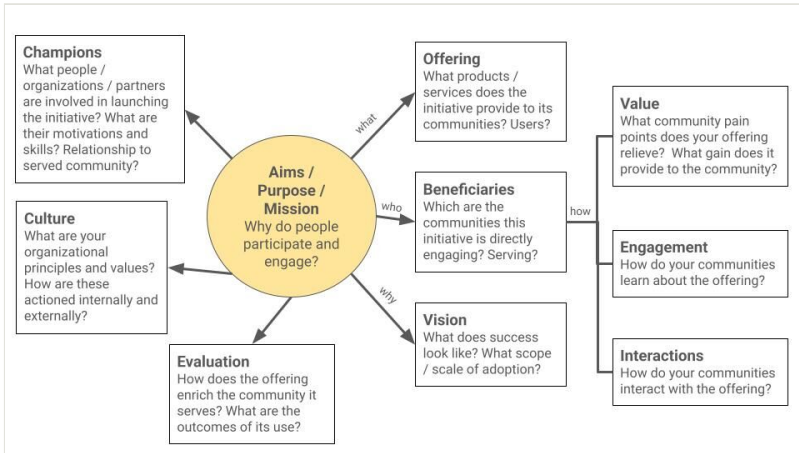 Champions
What people /
organizations / partners
are involved in launching
the initiative? What are
their motivations and
skills? Relationship to
served community?
Culture
What are your
organizational
principles and values?
How are these
actioned internally and
externally?
Evaluation
How does the offering
enrich the community it
serves? What are the
outcomes of its use?
Aims /
Purpose /
Mission
Why do people
participate and
engage?
what
who
why
Offering
What products /
services does the
initiative provide to its
communities? Users?
Beneficiaries
Which are the
communities this
initiative is directly
engaging? Serving?
Vision
What does success
look like? What scope
/ scale of adoption?
how
Value
What community pain
points does your offering
relieve? What gain does it
provide to the community?
Engagement
How do your communities
learn about the offering?
Interactions
How do your communities
interact with the offering?